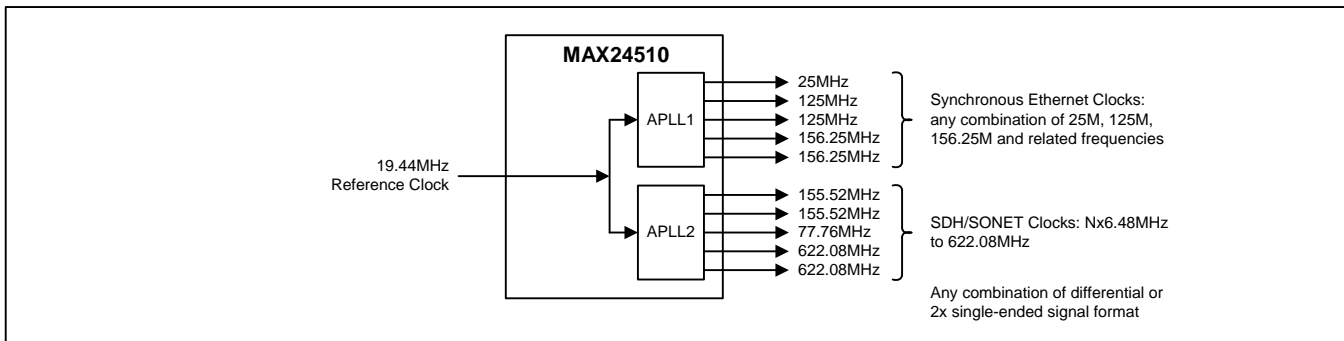 MAX24510
19.44MHz
Reference Clock
APLL1
25MHz
125MHz
125MHz
156.25MHz
156.25MHz
Synchronous Ethernet Clocks:
any combination of 25M, 125M,
156.25M and related frequencies
APLL2
155.52MHz
155.52MHz
77.76MHz
622.08MHz
622.08MHz
SDH/SONET Clocks: Nx6.48MHz
to 622.08MHz
Any combination of differential or
2x single-ended signal format